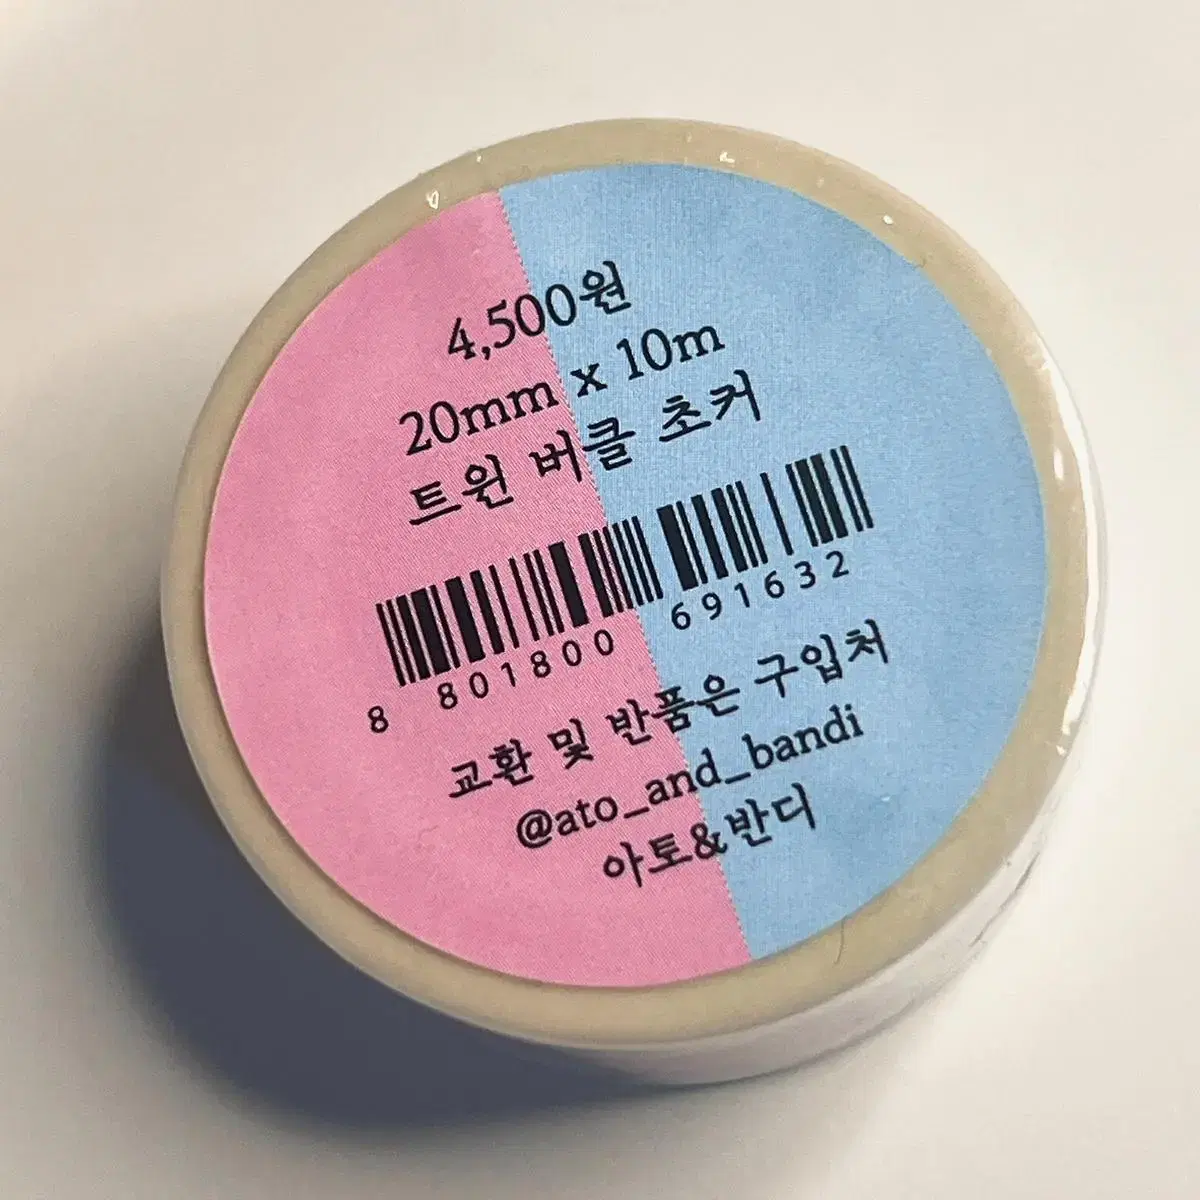 4,500원
20mm x 10m
트윈 버클 초커
8 801800 691632
교환 및 반품은 구입처
@ato_and_bandi
아토&반디